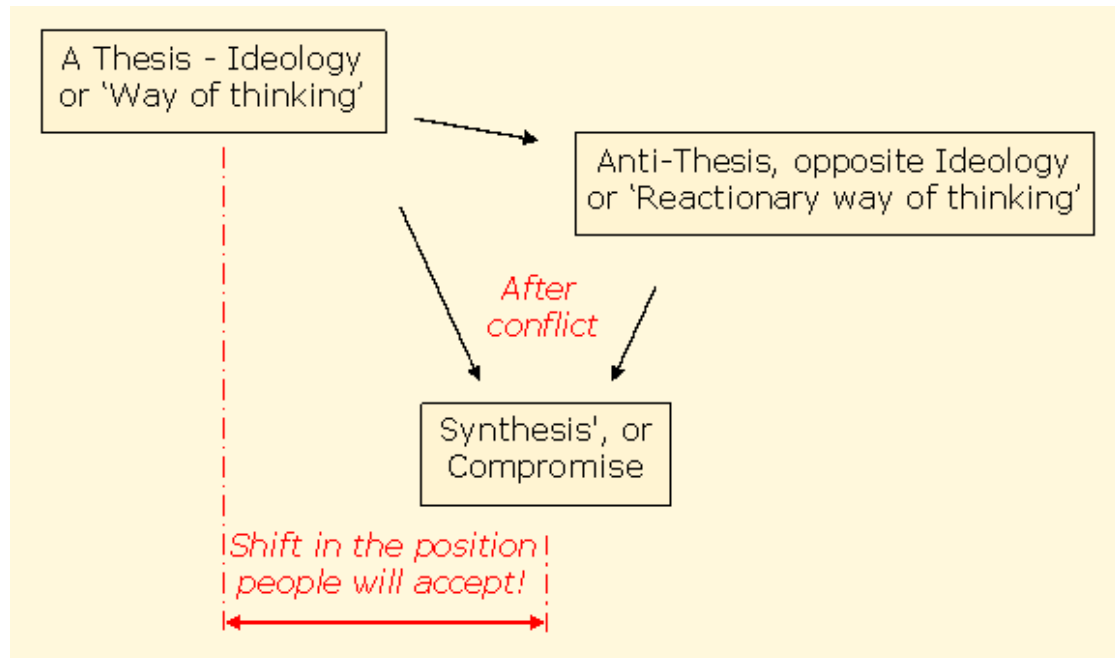 A Thesis - Ideology
or ‘Way of thinking’
Anti-Thesis, opposite Ideology
or ‘Reactionary way of thinking’
After
conflict
Synthesis', or
Compromise
Shift in the position
people will accept!